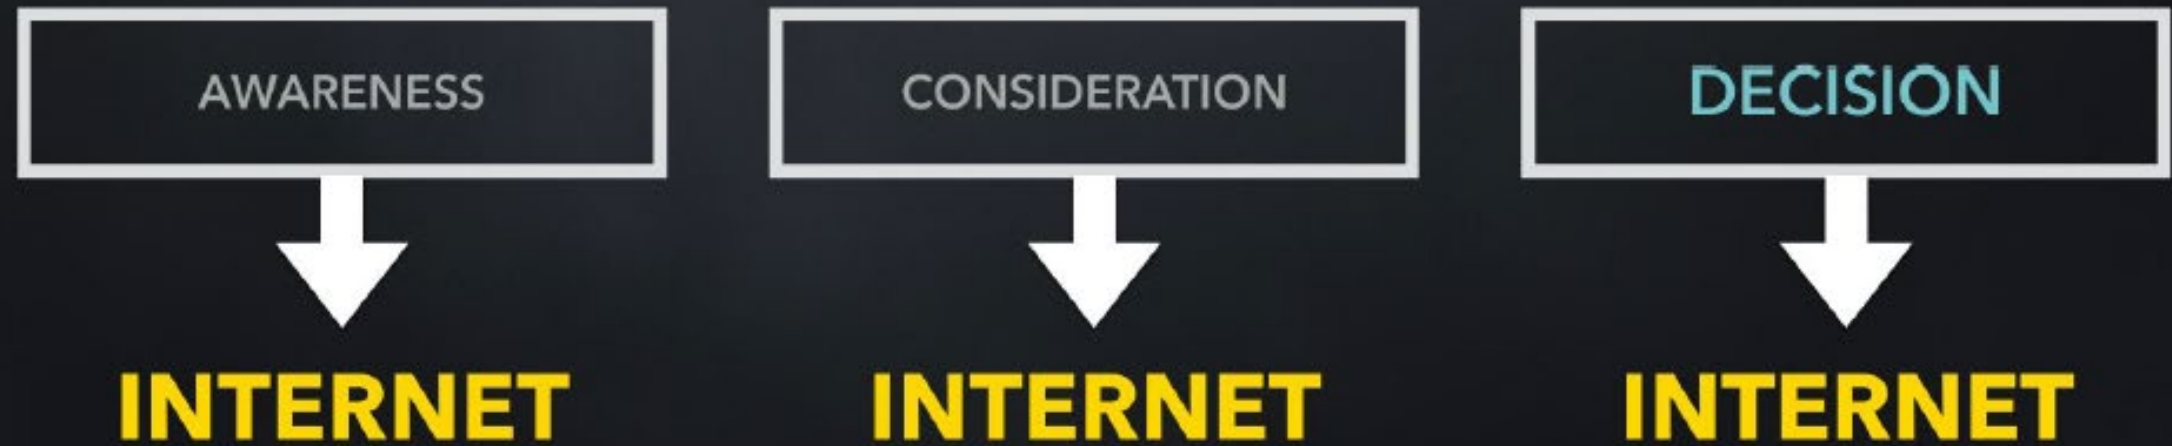 AWARENESS
CONSIDERATION
DECISION
INTERNET
INTERNET
INTERNET